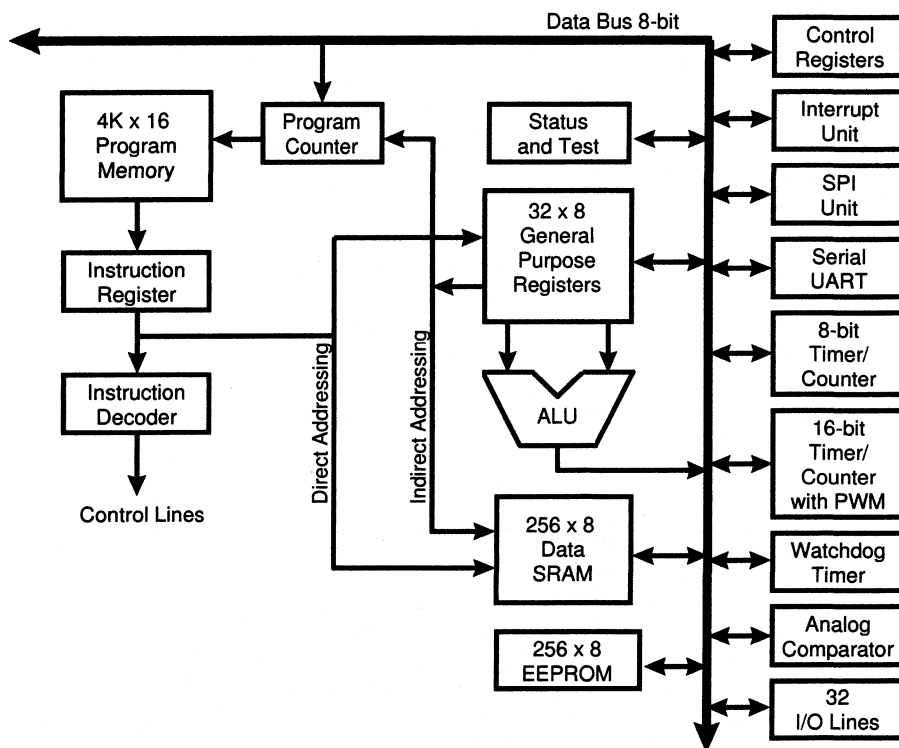 Data Bus 8-bit
4K x 16
Program
Memory
Program
Counter
Status
and Test
Control
Registers
Interrupt
Unit
SPI
Unit
32 x 8
General
Purpose
Registers
Instruction
Register
Serial
UART
Direct Addressing
Indirect Addressing
8-bit
Timer/
Counter
Instruction
Decoder
ALU
16-bit
Timer/
Counter
with PWM
Control Lines
256 x 8
Data
SRAM
Watchdog
Timer
256 x 8
EEPROM
Analog
Comparator
32
I/O Lines